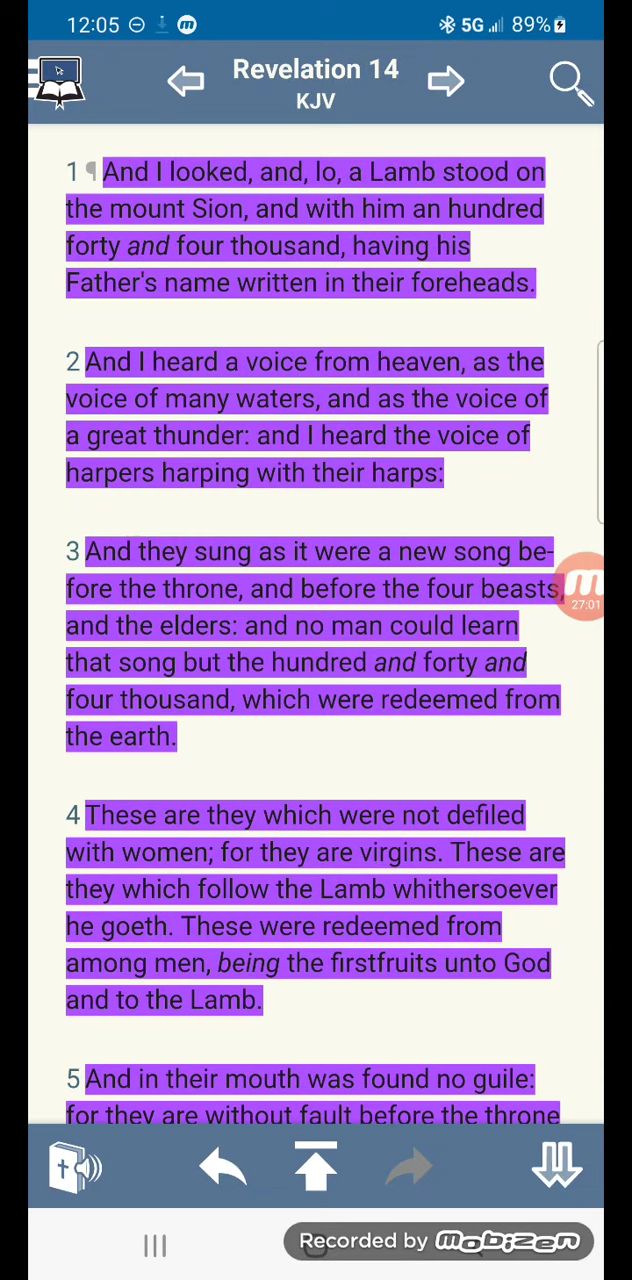 12:05 5G 89%
Revelation 14
KJV
1 ¶ And I looked, and, lo, a Lamb stood on
the mount Sion, and with him an hundred
forty and four thousand, having his
Father's name written in their foreheads.
2 And I heard a voice from heaven, as the
voice of many waters, and as the voice of
a great thunder: and I heard the voice of
harpers harping with their harps:
3 And they sung as it were a new song be-
fore the throne, and before the four beasts,
and the elders: and no man could learn
that song but the hundred and forty and
four thousand, which were redeemed from
the earth.
27:01
4 These are they which were not defiled
with women; for they are virgins. These are
they which follow the Lamb whithersoever
he goeth. These were redeemed from
among men, being the firstfruits unto God
and to the Lamb.
5 And in their mouth was found no guile:
for they are without fault before the throne
Recorded by mobizen